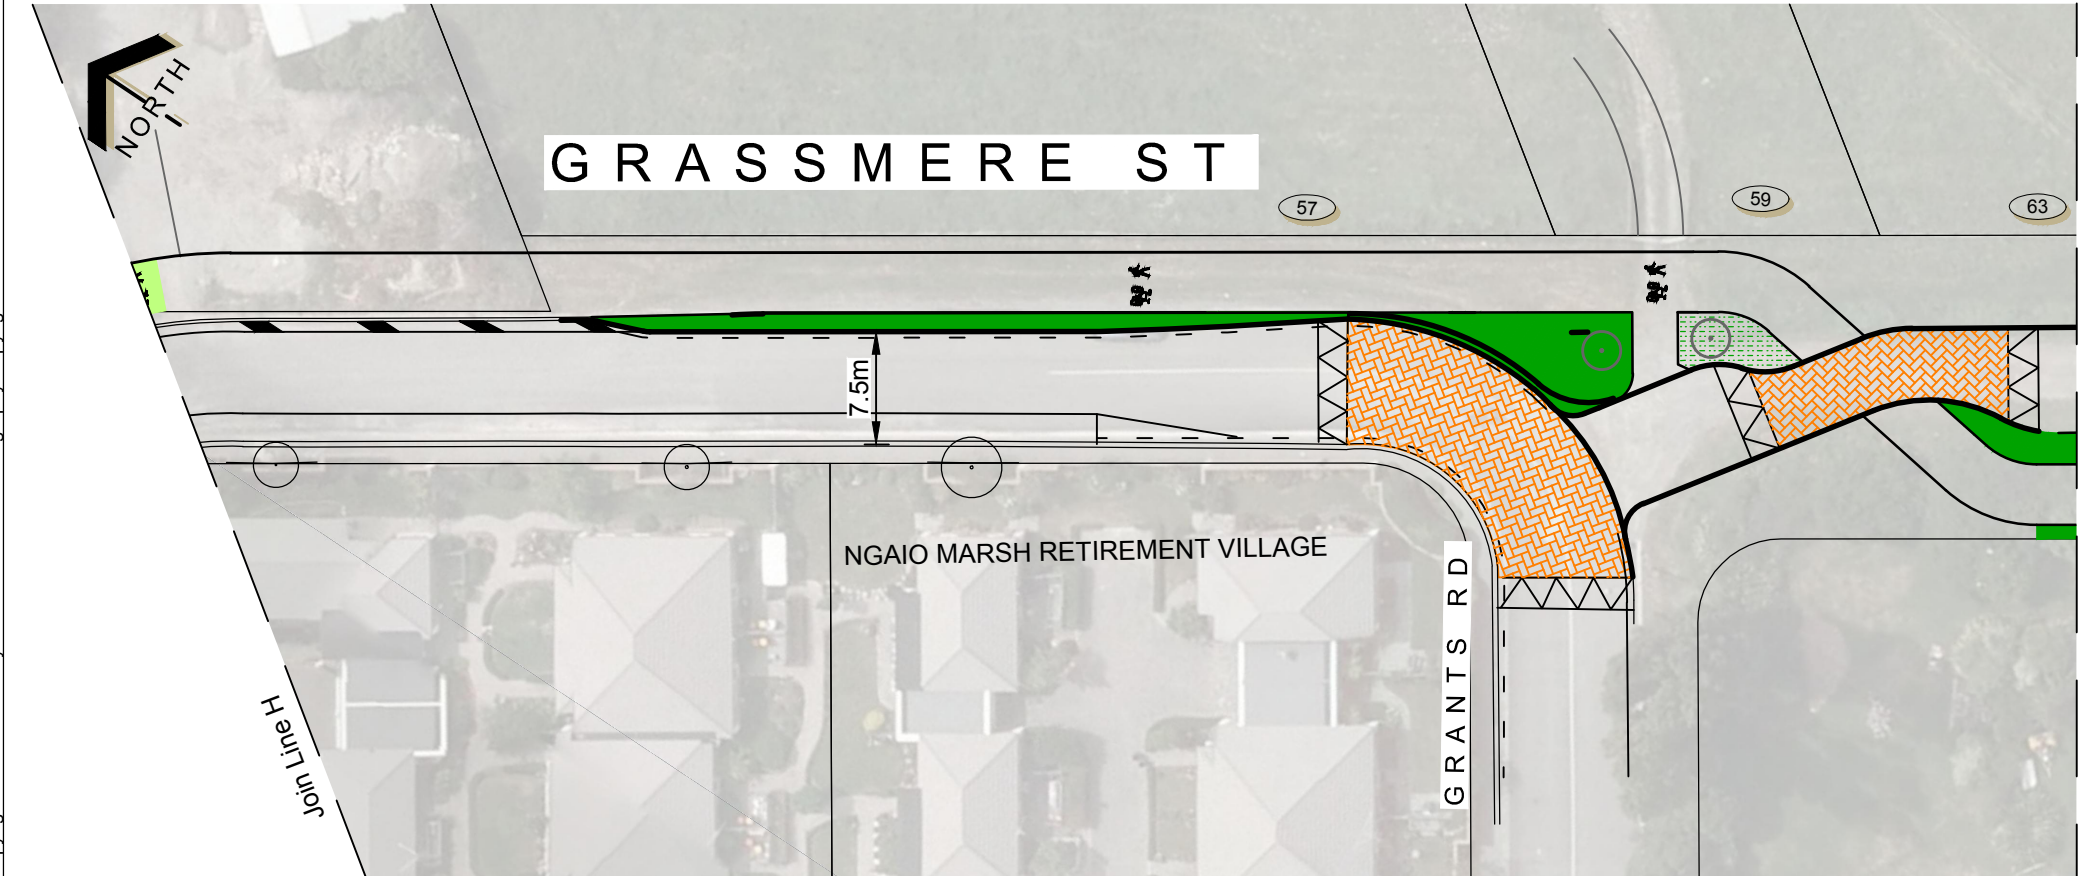 NORTH
GRASSMERE ST
57
59
63
7.5m
NGAIO MARSH RETIREMENT VILLAGE
GRANTS RD
Join Line H